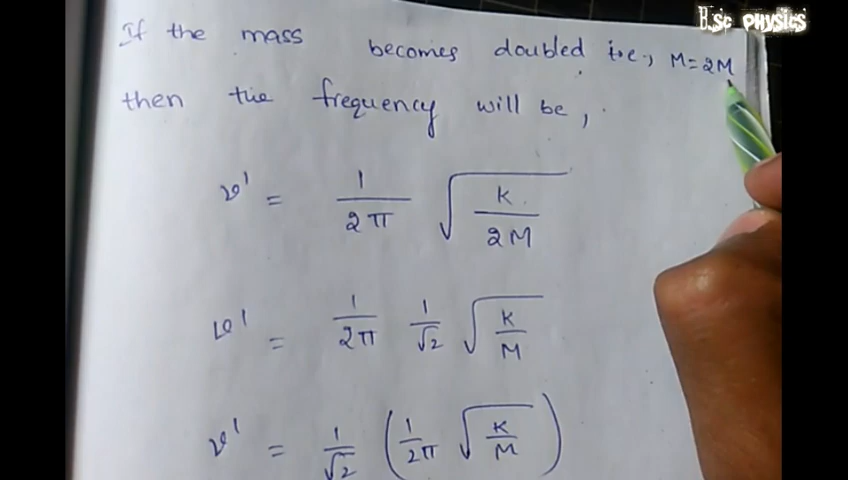 B.sc physics
If the mass becomes doubled i.e., M = 2M
then the frequency will be,
ν' = 1/2π √(K/2M)
ν' = 1/2π 1/√2 √(K/M)
ν' = 1/√2 (1/2π √(K/M))